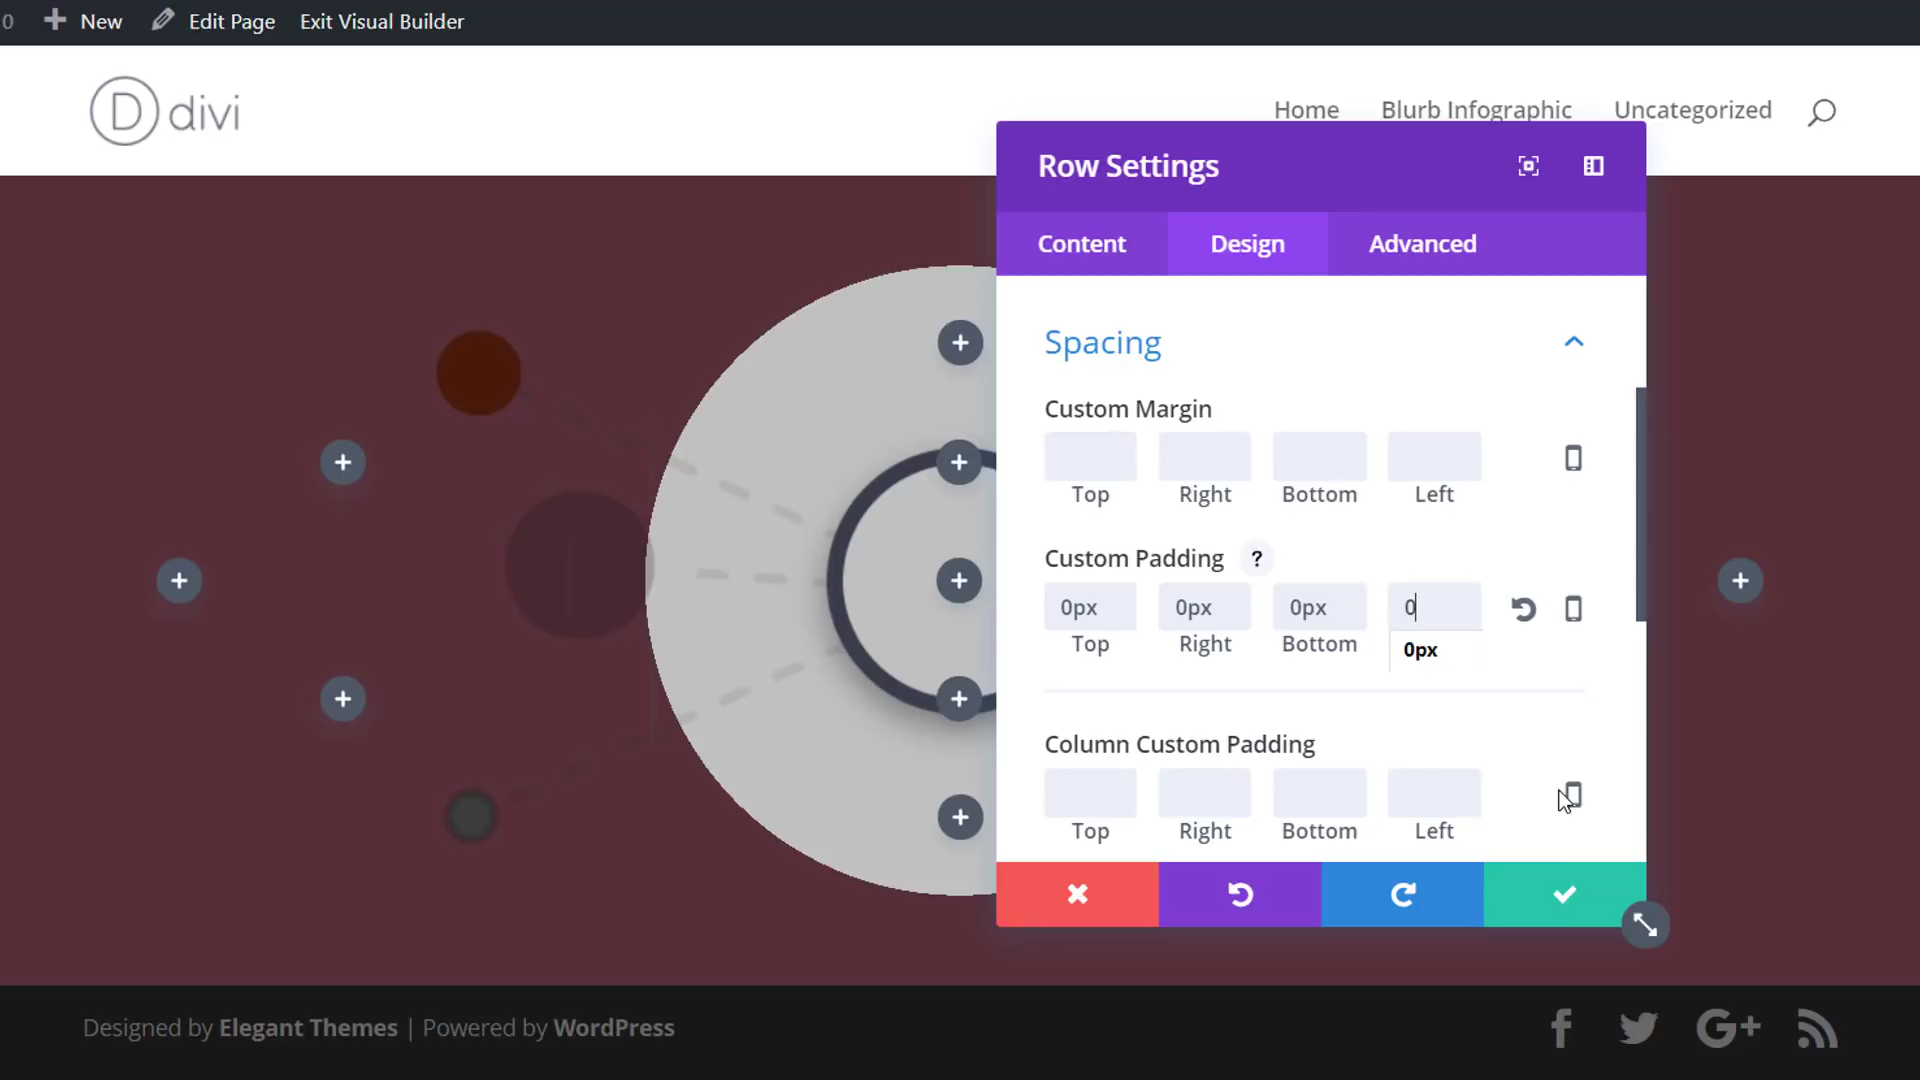 0 New Edit Page Exit Visual Builder
D divi
Home Blurb Infographic Uncategorized
Row Settings
Content Design Advanced
Spacing
Custom Margin
Top Right Bottom Left
Custom Padding ?
0px 0px 0px 0
Top Right Bottom 0px
Column Custom Padding
Top Right Bottom Left
Designed by Elegant Themes | Powered by WordPress
G+